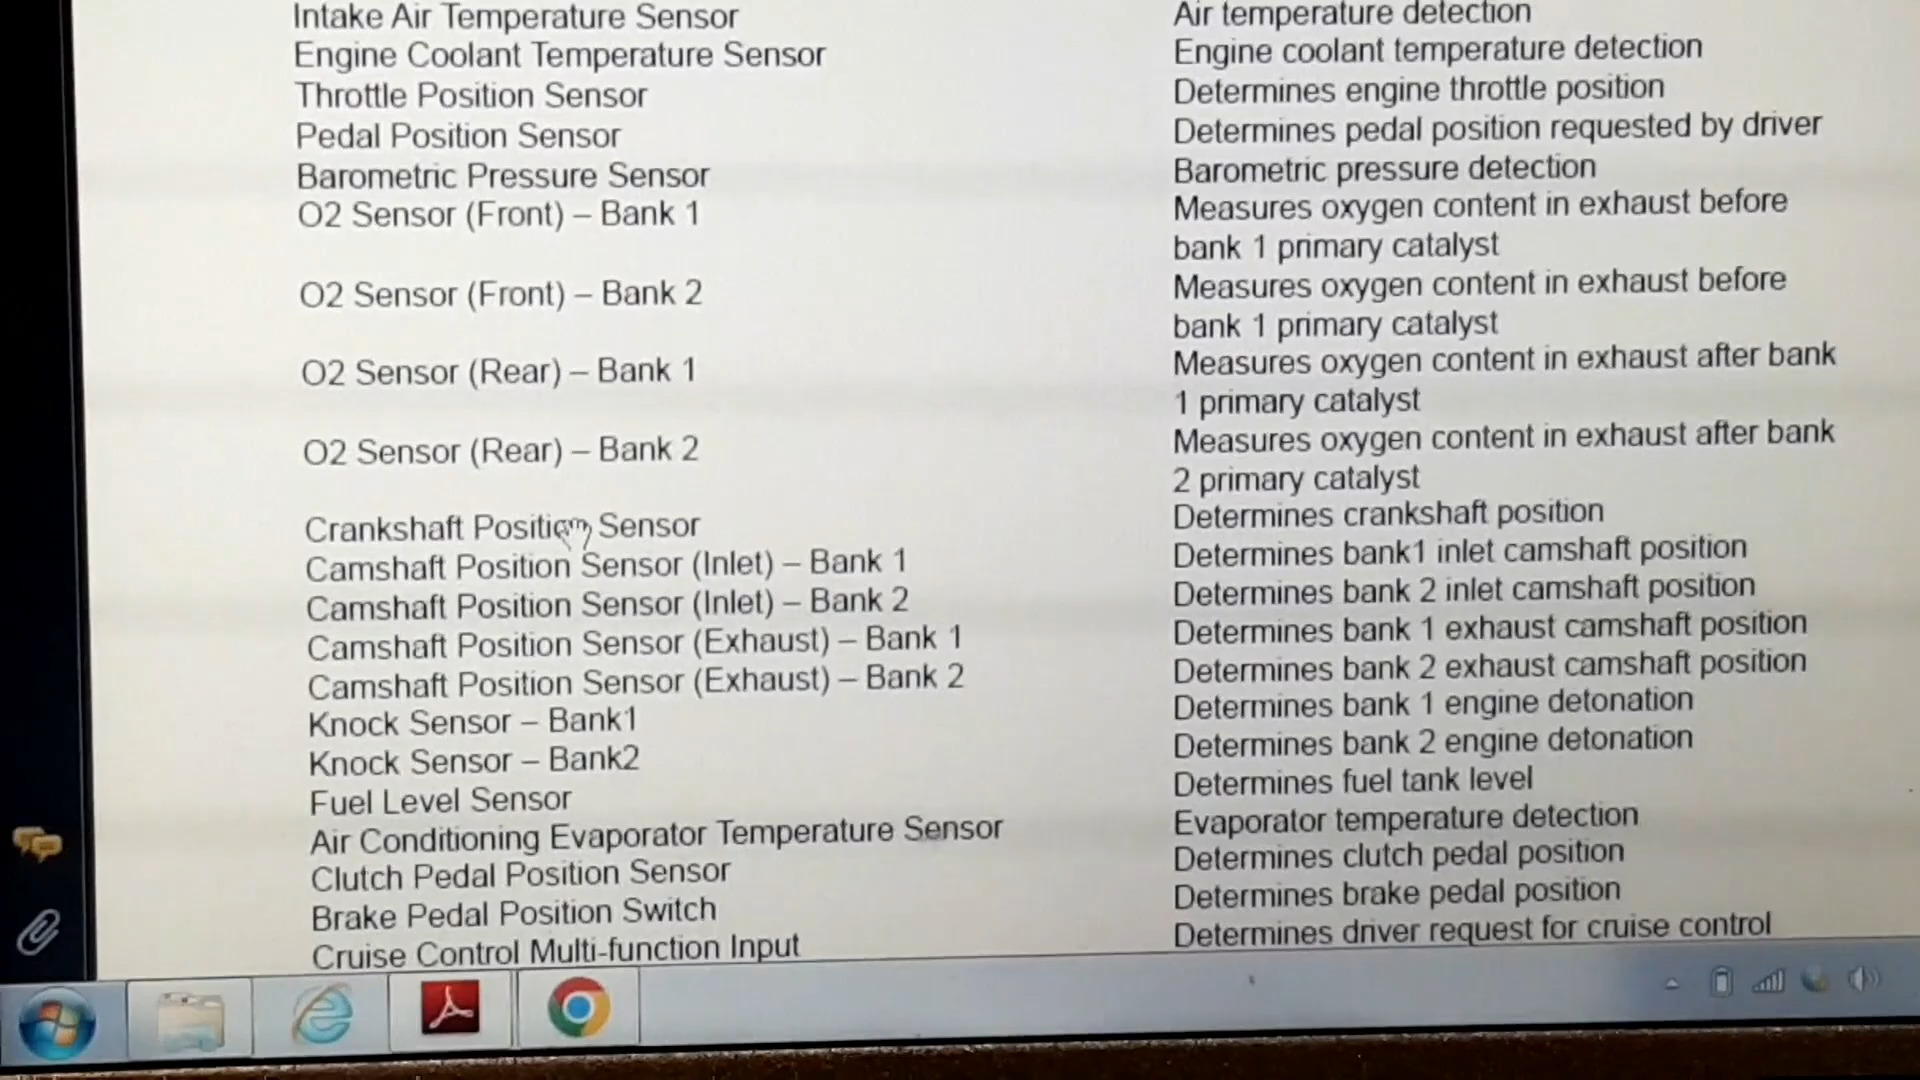 Intake Air Temperature Sensor Air temperature detection
Engine Coolant Temperature Sensor Engine coolant temperature detection
Throttle Position Sensor Determines engine throttle position
Pedal Position Sensor Determines pedal position requested by driver
Barometric Pressure Sensor Barometric pressure detection
O2 Sensor (Front) – Bank 1 Measures oxygen content in exhaust before
bank 1 primary catalyst
O2 Sensor (Front) – Bank 2 Measures oxygen content in exhaust before
bank 1 primary catalyst
O2 Sensor (Rear) – Bank 1 Measures oxygen content in exhaust after bank
1 primary catalyst
O2 Sensor (Rear) – Bank 2 Measures oxygen content in exhaust after bank
2 primary catalyst
Crankshaft Position Sensor Determines crankshaft position
Camshaft Position Sensor (Inlet) – Bank 1 Determines bank1 inlet camshaft position
Camshaft Position Sensor (Inlet) – Bank 2 Determines bank 2 inlet camshaft position
Camshaft Position Sensor (Exhaust) – Bank 1 Determines bank 1 exhaust camshaft position
Camshaft Position Sensor (Exhaust) – Bank 2 Determines bank 2 exhaust camshaft position
Knock Sensor – Bank1 Determines bank 1 engine detonation
Knock Sensor – Bank2 Determines bank 2 engine detonation
Fuel Level Sensor Determines fuel tank level
Air Conditioning Evaporator Temperature Sensor Evaporator temperature detection
Clutch Pedal Position Sensor Determines clutch pedal position
Brake Pedal Position Switch Determines brake pedal position
Cruise Control Multi-function Input Determines driver request for cruise control